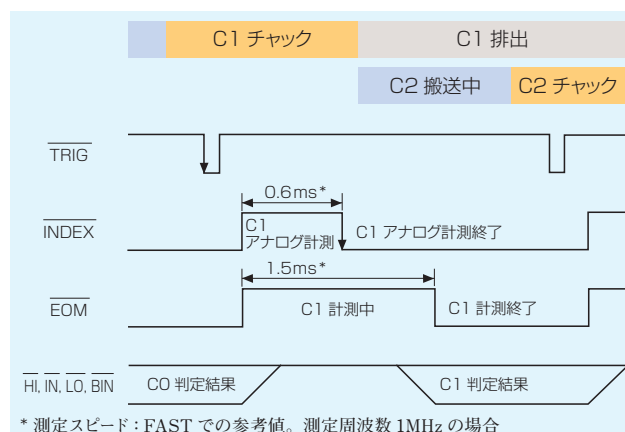 C1 チャック
C1 排出
C2 搬送中
C2 チャック
TRIG
0.6ms*
INDEX
C1
アナログ計測
C1 アナログ計測終了
1.5ms*
EOM
C1 計測中
C1 計測終了
HI, IN, LO, BIN
C0 判定結果
C1 判定結果
* 測定スピード:FAST での参考値。測定周波数 1MHz の場合